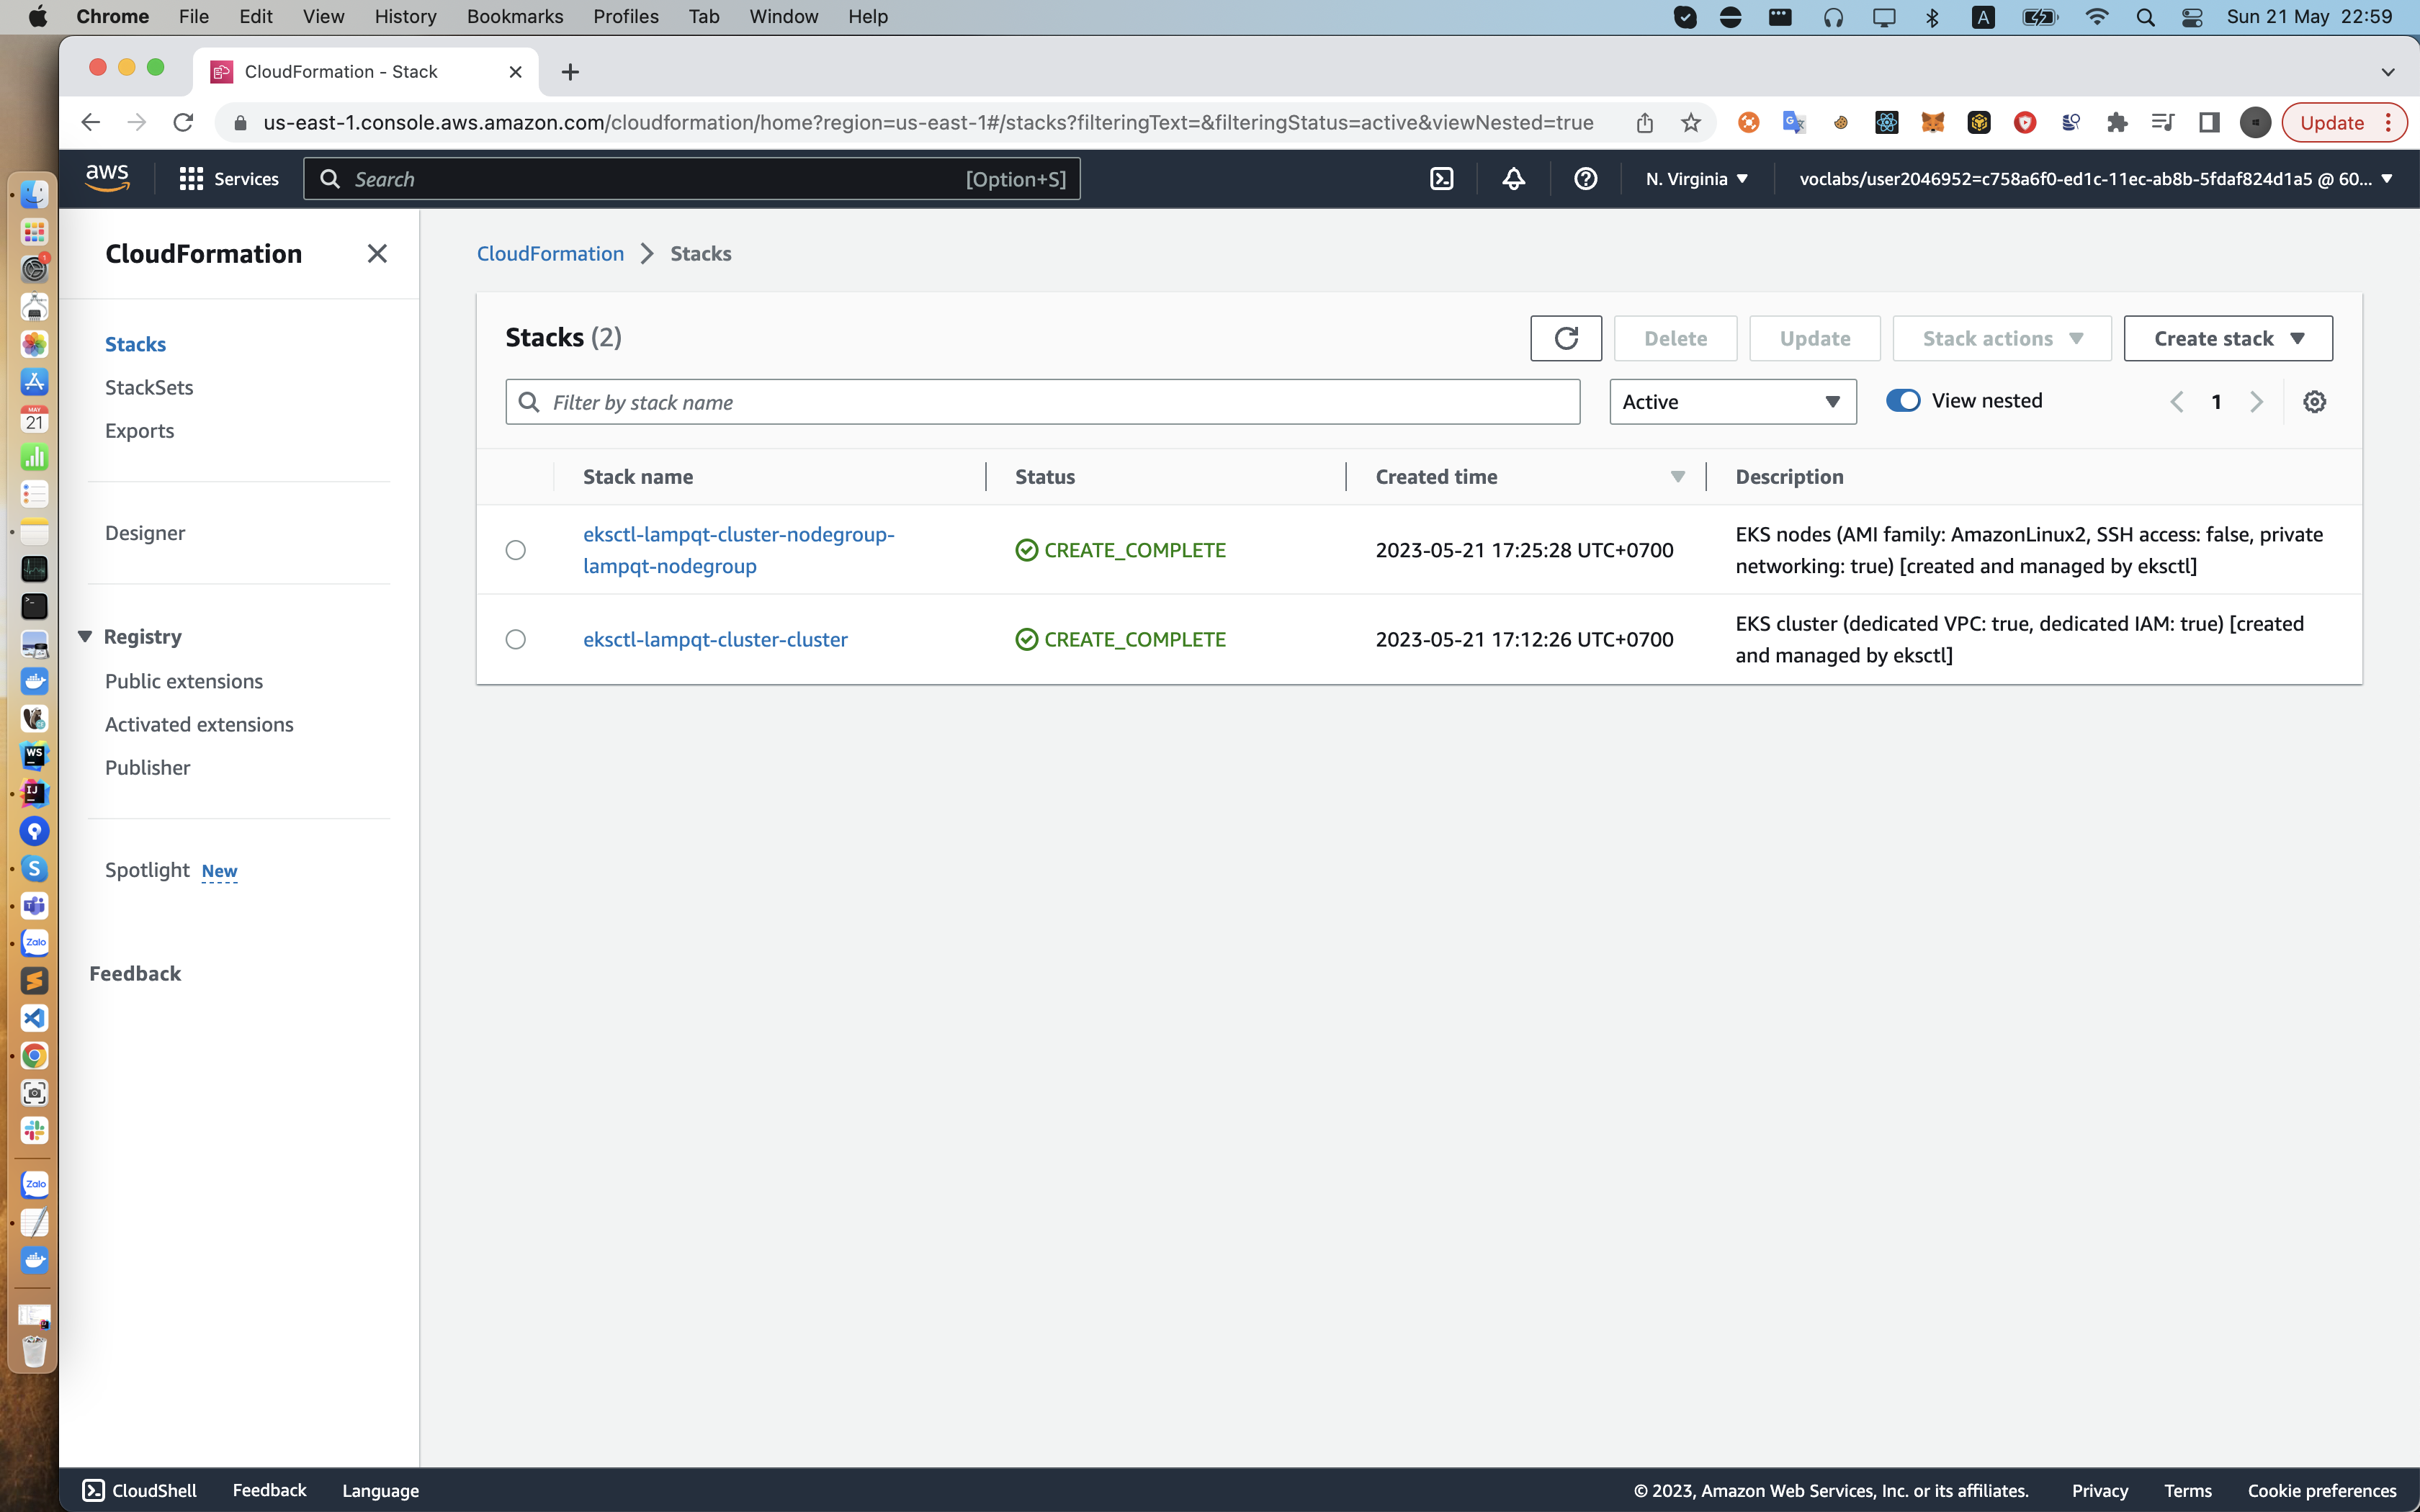 Chrome File Edit View History Bookmarks Profiles Tab Window Help
A
Sun 21 May 22:59
CloudFormation - Stack
us-east-1.console.aws.amazon.com/cloudformation/home?region=us-east-1#/stacks?filteringText=&filteringStatus=active&viewNested=true
Update
aws
Services
Search
[Option+S]
N. Virginia
voclabs/user2046952=c758a6f0-ed1c-11ec-ab8b-5fdaf824d1a5 @ 60...
CloudFormation
Stacks
StackSets
Exports
Designer
Registry
Public extensions
Activated extensions
Publisher
Spotlight New
Feedback
CloudFormation
Stacks
Stacks (2)
Delete
Update
Stack actions
Create stack
Filter by stack name
Active
View nested
1
Stack name
Status
Created time
Description
eksctl-lampqt-cluster-nodegroup-
lampqt-nodegroup
CREATE_COMPLETE
2023-05-21 17:25:28 UTC+0700
EKS nodes (AMI family: AmazonLinux2, SSH access: false, private
networking: true) [created and managed by eksctl]
eksctl-lampqt-cluster-cluster
CREATE_COMPLETE
2023-05-21 17:12:26 UTC+0700
EKS cluster (dedicated VPC: true, dedicated IAM: true) [created
and managed by eksctl]
1
MAY
21
WS
IJ
S
Zalo
Zalo
CloudShell
Feedback
Language
© 2023, Amazon Web Services, Inc. or its affiliates.
Privacy
Terms
Cookie preferences